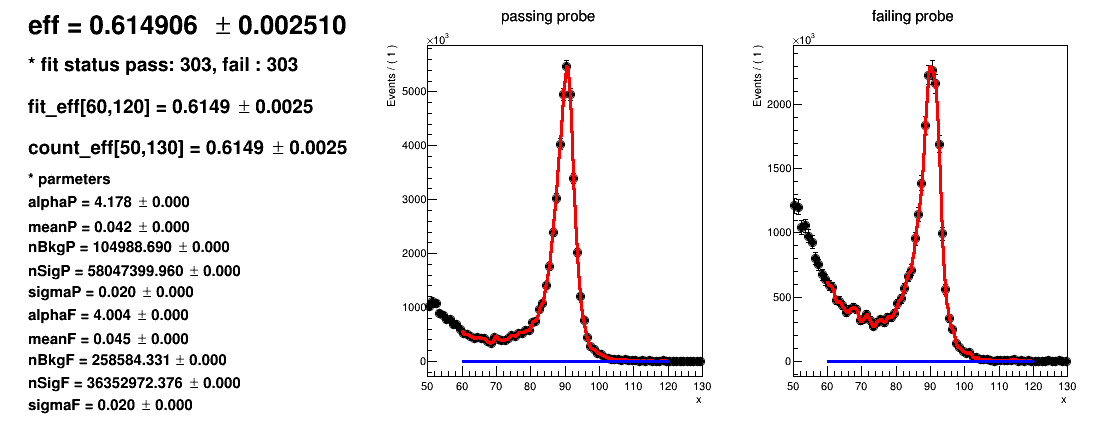 eff = 0.614906 ± 0.002510
* fit status pass: 303, fail : 303
fit_eff[60,120] = 0.6149 ± 0.0025
count_eff[50,130] = 0.6149 ± 0.0025
* parmeters
alphaP = 4.178 ± 0.000
meanP = 0.042 ± 0.000
nBkgP = 104988.690 ± 0.000
nSigP = 58047399.960 ± 0.000
sigmaP = 0.020 ± 0.000
alphaF = 4.004 ± 0.000
meanF = 0.045 ± 0.000
nBkgF = 258584.331 ± 0.000
nSigF = 36352972.376 ± 0.000
sigmaF = 0.020 ± 0.000
passing probe
×10³
Events / ( 1 )
5000
4000
3000
2000
1000
0
50 60 70 80 90 100 110 120 130
x
failing probe
×10³
Events / ( 1 )
2000
1500
1000
500
0
50 60 70 80 90 100 110 120 130
x